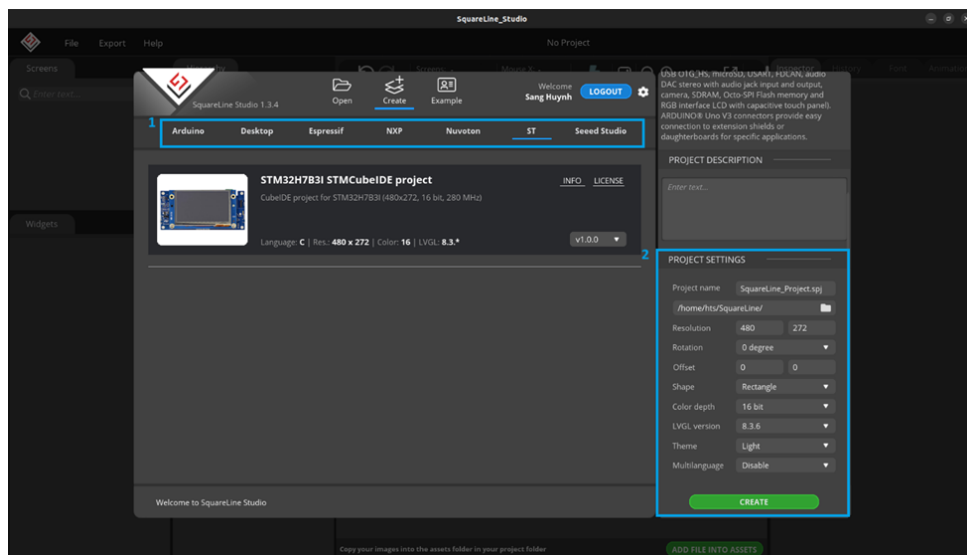 SquareLine_Studio
File Export Help
No Project
Screens
Enter text...
Hierarchy
Inspector History Font Animation
SquareLine Studio 1.3.4
Open Create Example
Welcome
Sang Huynh
LOGOUT
1
Arduino Desktop Espressif NXP Nuvoton ST Seeed Studio
STM32H7B3I STMCubeIDE project
INFO LICENSE
CubeIDE project for STM32H7B3I (480x272, 16 bit, 280 MHz)
Language: C | Res.: 480 x 272 | Color: 16 | LVGL: 8.3.*
v1.0.0
Widgets
Welcome to SquareLine Studio
USB OTG_HS, microSD, USART, FDCAN, audio
DAC stereo with audio jack input and output,
camera, SDRAM, Octo-SPI Flash memory and
RGB interface LCD with capacitive touch panel).
ARDUINO® Uno V3 connectors provide easy
connection to extension shields or
daughterboards for specific applications.
PROJECT DESCRIPTION
Enter text...
2
PROJECT SETTINGS
Project name SquareLine_Project.spj
/home/hts/SquareLine/
Resolution 480 272
Rotation 0 degree
Offset 0 0
Shape Rectangle
Color depth 16 bit
LVGL version 8.3.6
Theme Light
Multilanguage Disable
CREATE
Copy your images into the assets folder in your project folder
ADD FILE INTO ASSETS